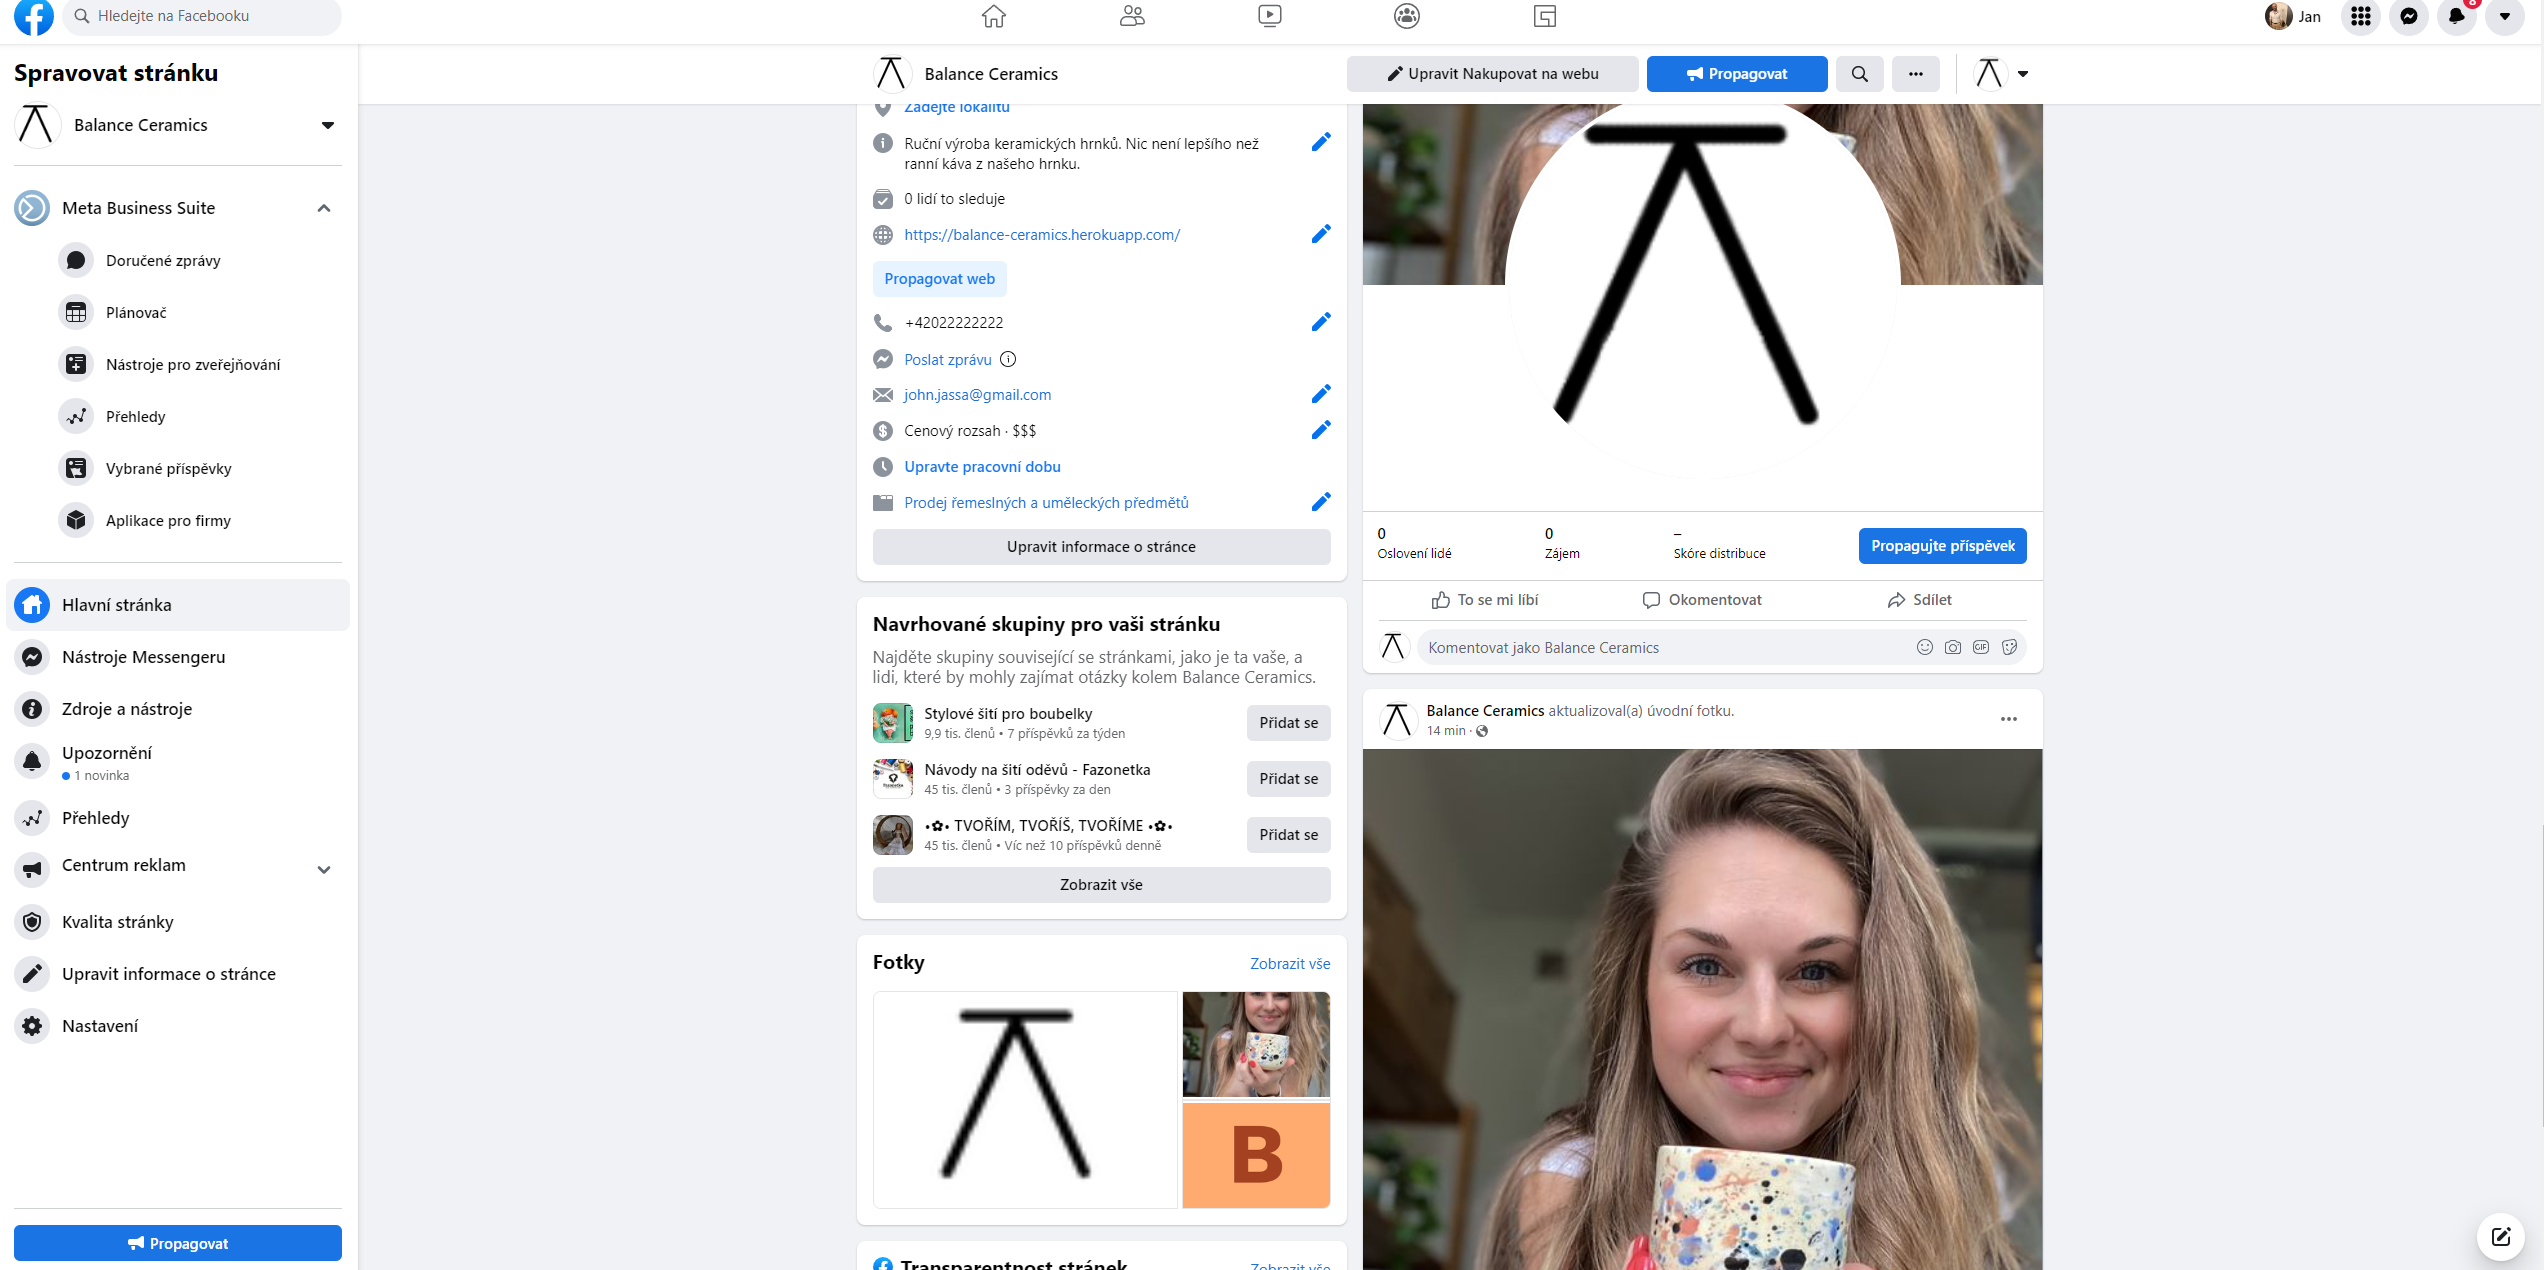 Hledejte na Facebooku
Jan
8
Spravovat stránku
Balance Ceramics
Meta Business Suite
Doručené zprávy
Plánovač
Nástroje pro zveřejňování
Přehledy
Vybrané příspěvky
Aplikace pro firmy
Hlavní stránka
Nástroje Messengeru
Zdroje a nástroje
Upozornění
1 novinka
Přehledy
Centrum reklam
Kvalita stránky
Upravit informace o stránce
Nastavení
Propagovat
Balance Ceramics
Upravit Nakupovat na webu
Propagovat
Zadejte lokalitu
Ruční výroba keramických hrnků. Nic není lepšího než
ranní káva z našeho hrnku.
0 lidí to sleduje
https://balance-ceramics.herokuapp.com/
Propagovat web
+42022222222
Poslat zprávu
john.jassa@gmail.com
Cenový rozsah · $$$
Upravte pracovní dobu
Prodej řemeslných a uměleckých předmětů
Upravit informace o stránce
Navrhované skupiny pro vaši stránku
Najděte skupiny související se stránkami, jako je ta vaše, a
lidi, které by mohly zajímat otázky kolem Balance Ceramics.
Stylové šití pro boubelky
9,9 tis. členů • 7 příspěvků za týden
Přidat se
Návody na šití oděvů - Fazonetka
45 tis. členů • 3 příspěvky za den
Přidat se
•✿• TVOŘÍM, TVOŘÍŠ, TVOŘÍME •✿•
45 tis. členů • Víc než 10 příspěvků denně
Přidat se
Zobrazit vše
Fotky
Zobrazit vše
B
Transparentnost stránek
Zobrazit vše
0
Oslovení lidé
0
Zájem
–
Skóre distribuce
Propagujte příspěvek
To se mi líbí
Okomentovat
Sdílet
Komentovat jako Balance Ceramics
GIF
Balance Ceramics aktualizoval(a) úvodní fotku.
14 min ·